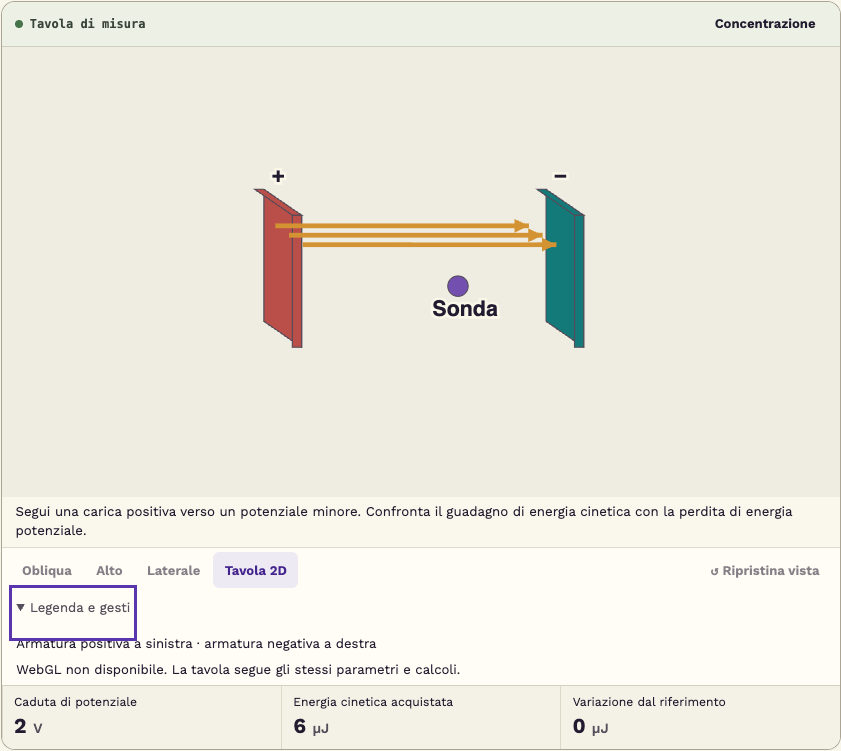 Tavola di misura
Concentrazione
+
−
Sonda
Segui una carica positiva verso un potenziale minore. Confronta il guadagno di energia cinetica con la perdita di energia
potenziale.
Obliqua Alto Laterale Tavola 2D ↺ Ripristina vista
▼ Legenda e gesti
Armatura positiva a sinistra · armatura negativa a destra
WebGL non disponibile. La tavola segue gli stessi parametri e calcoli.
Caduta di potenziale
2 V
Energia cinetica acquistata
6 µJ
Variazione dal riferimento
0 µJ